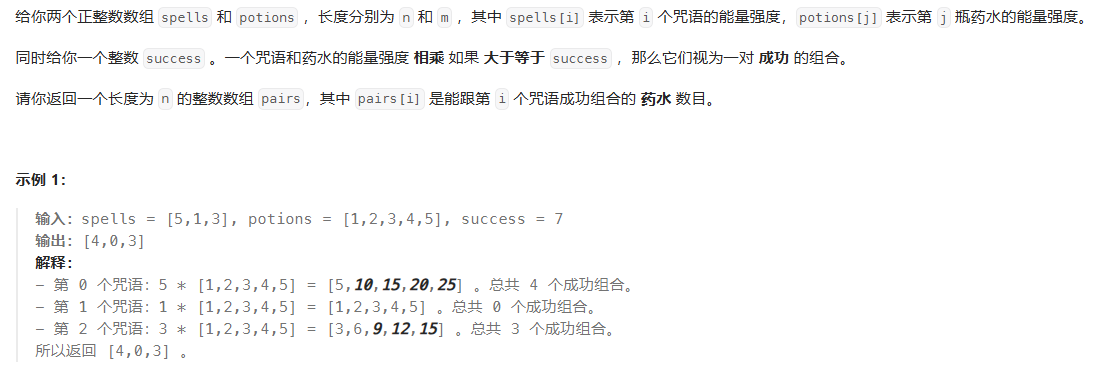 给你两个正整数数组 spells 和 potions ，长度分别为 n 和 m ，其中 spells[i] 表示第 i 个咒语的能量强度，potions[j] 表示第 j 瓶药水的能量强度。
同时给你一个整数 success 。一个咒语和药水的能量强度 相乘 如果 大于等于 success ，那么它们视为一对 成功 的组合。
请你返回一个长度为 n 的整数数组 pairs，其中 pairs[i] 是能跟第 i 个咒语成功组合的 药水 数目。
示例 1：
输入：spells = [5,1,3], potions = [1,2,3,4,5], success = 7
输出：[4,0,3]
解释：
- 第 0 个咒语：5 * [1,2,3,4,5] = [5,10,15,20,25] 。总共 4 个成功组合。
- 第 1 个咒语：1 * [1,2,3,4,5] = [1,2,3,4,5] 。总共 0 个成功组合。
- 第 2 个咒语：3 * [1,2,3,4,5] = [3,6,9,12,15] 。总共 3 个成功组合。
所以返回 [4,0,3] 。